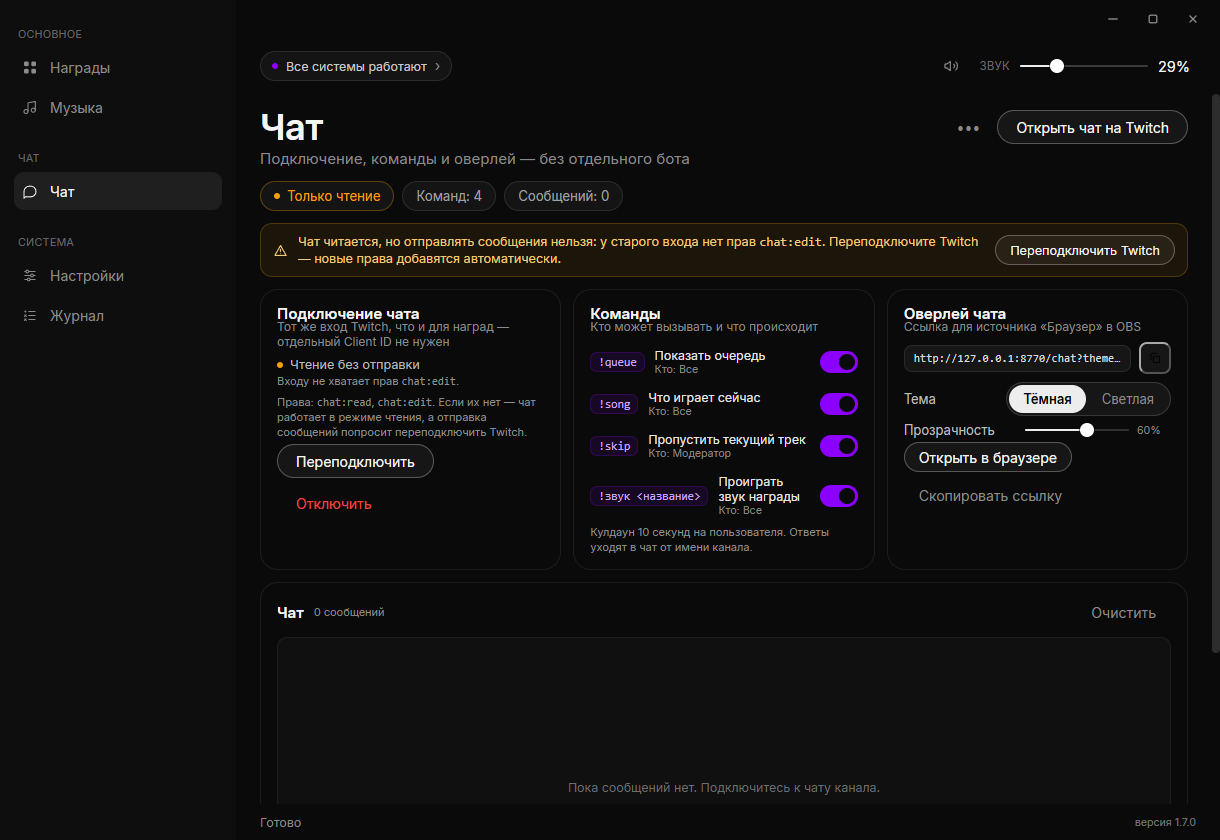 ОСНОВНОЕ
Награды
Музыка
ЧАТ
Чат
СИСТЕМА
Настройки
Журнал
Все системы работают ›
ЗВУК 29%
Чат
Подключение, команды и оверлей — без отдельного бота
Открыть чат на Twitch
Только чтение
Команд: 4
Сообщений: 0
Чат читается, но отправлять сообщения нельзя: у старого входа нет прав chat:edit. Переподключите Twitch
— новые права добавятся автоматически.
Переподключить Twitch
Подключение чата
Тот же вход Twitch, что и для наград —
отдельный Client ID не нужен
Чтение без отправки
Входу не хватает прав chat:edit.
Права: chat:read, chat:edit. Если их нет — чат
работает в режиме чтения, а отправка
сообщений попросит переподключить Twitch.
Переподключить
Отключить
Команды
Кто может вызывать и что происходит
!queue
Показать очередь
Кто: Все
!song
Что играет сейчас
Кто: Все
!skip
Пропустить текущий трек
Кто: Модератор
!звук <название>
Проиграть
звук награды
Кто: Все
Кулдаун 10 секунд на пользователя. Ответы
уходят в чат от имени канала.
Оверлей чата
Ссылка для источника «Браузер» в OBS
http://127.0.0.1:8770/chat?theme…
Тема
Тёмная
Светлая
Прозрачность
60%
Открыть в браузере
Скопировать ссылку
Чат
0 сообщений
Очистить
Пока сообщений нет. Подключитесь к чату канала.
Готово
версия 1.7.0